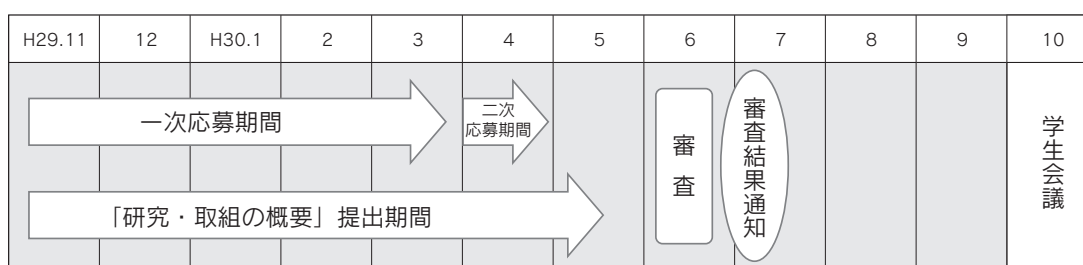 H29.11 12 H30.1 2 3 4 5 6 7 8 9 10
一次応募期間
二次
応募期間
「研究・取組の概要」提出期間
審査
審査結果通知
学生会議